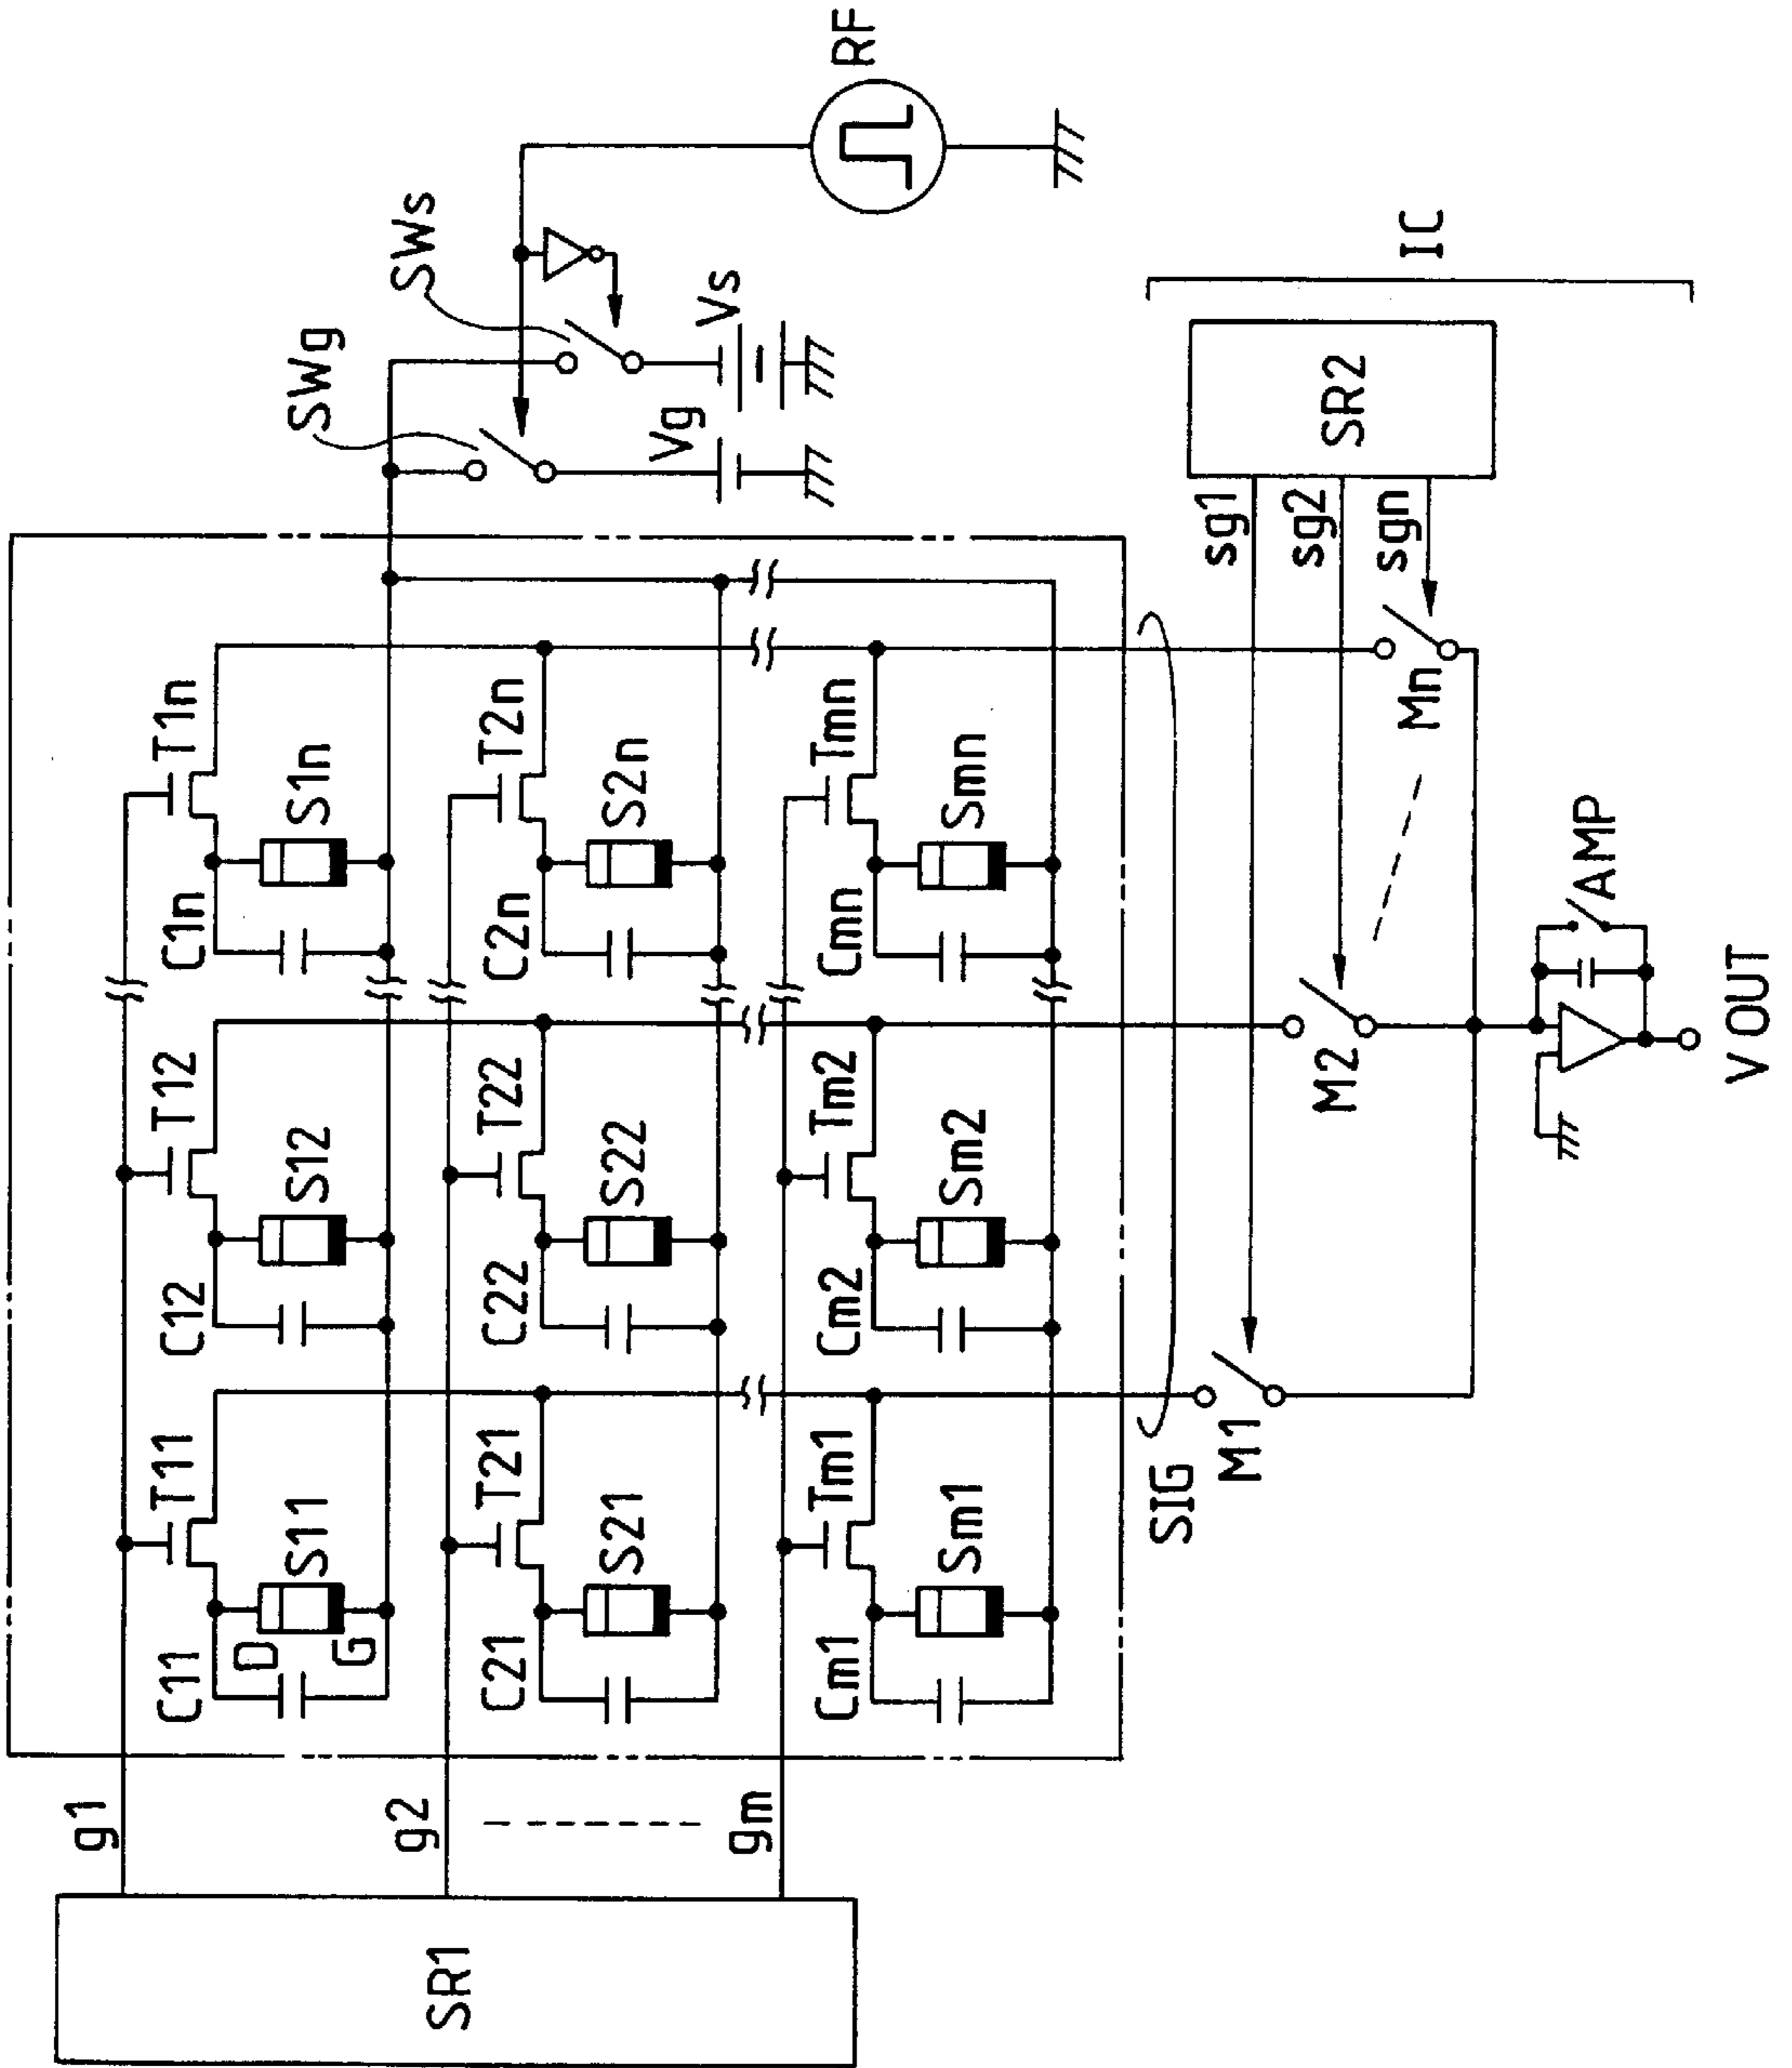 SR1
g1
g2
gm
C11
T11
D
S11
G
C12
T12
S12
C1n
T1n
S1n
C21
T21
S21
C22
T22
S22
C2n
T2n
S2n
Cm1
Tm1
Sm1
Cm2
Tm2
Sm2
Cmn
Tmn
Smn
SWg
SWs
Vg
Vs
RF
SIG
M1
M2
Mn
sg1
sg2
sgn
SR2
IC
AMP
V OUT